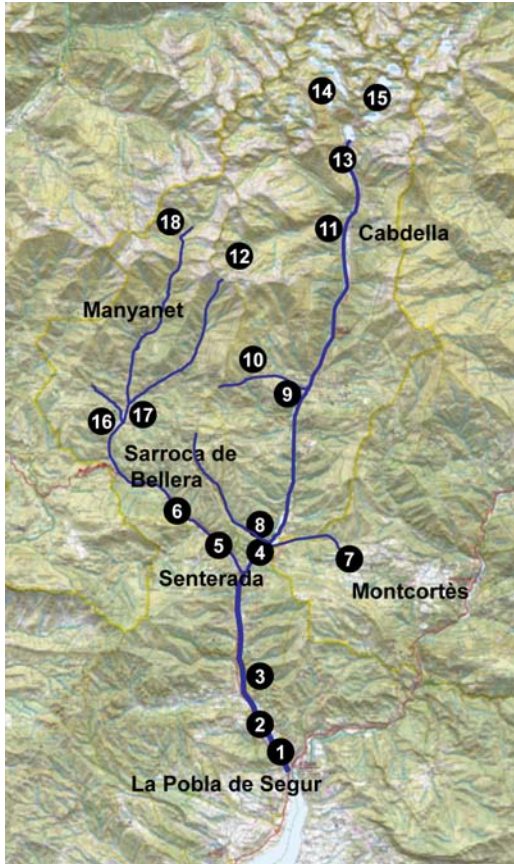 14
15
13
18
11
Cabdella
12
Manyanet
10
9
16
17
Sarroca de
Bellera
6
8
5
4
7
Senterada
Montcortès
3
2
1
La Pobla de Segur